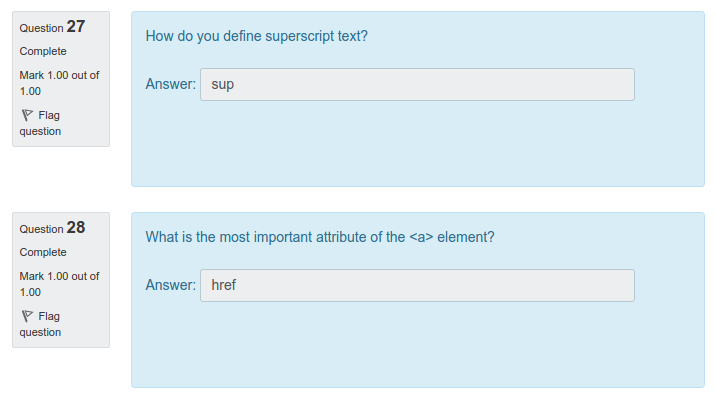 Question 27
Complete
Mark 1.00 out of
1.00
Flag
question
How do you define superscript text?
Answer: sup
Question 28
Complete
Mark 1.00 out of
1.00
Flag
question
What is the most important attribute of the <a> element?
Answer: href